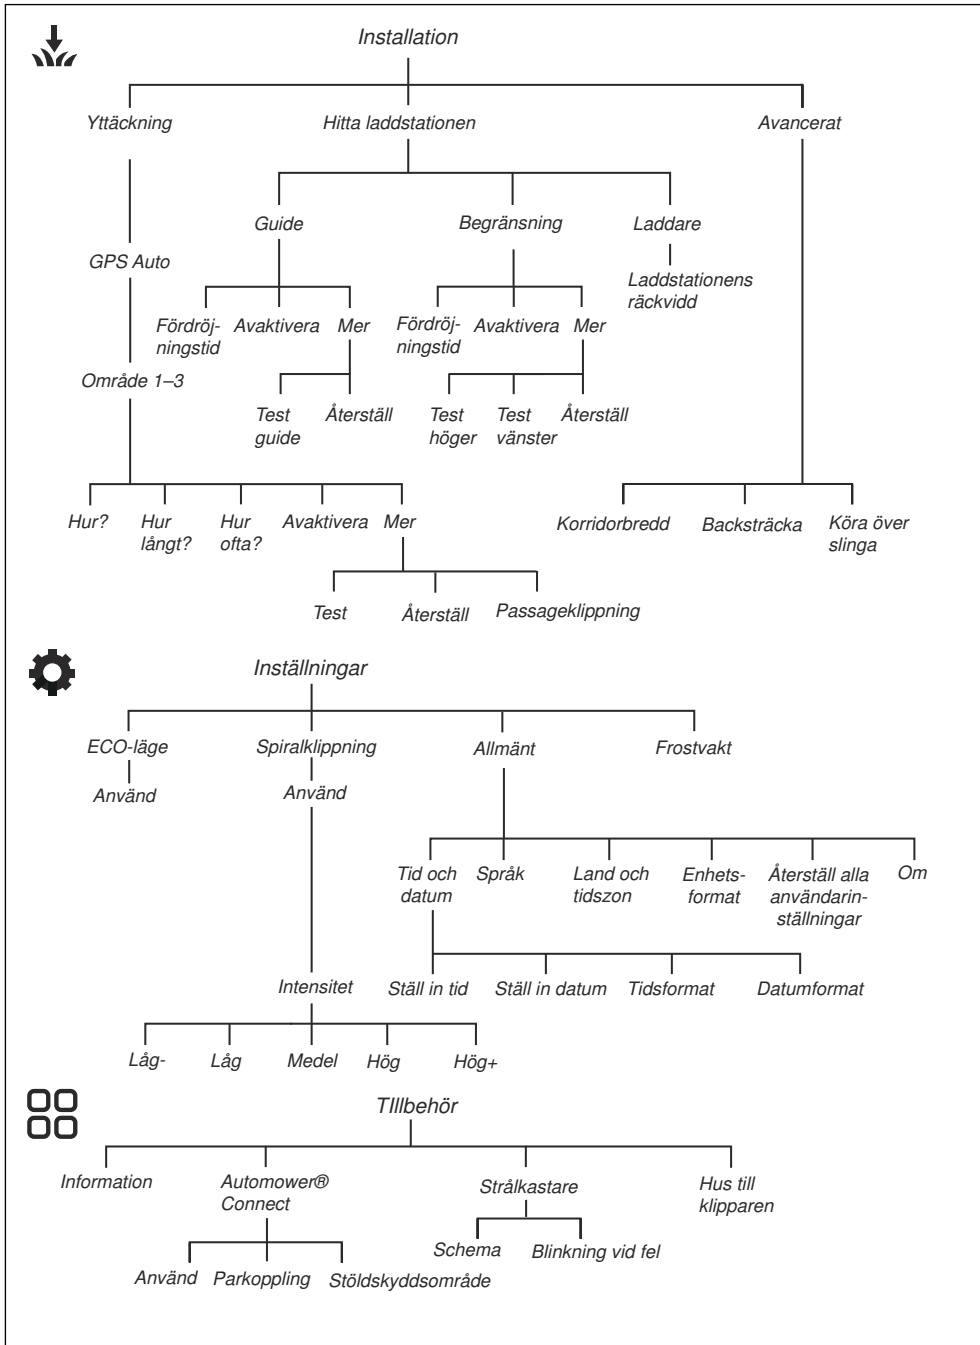 Installation
Yttäckning
Hitta laddstationen
Avancerat
Guide
Begränsning
Laddare
GPS Auto
Laddstationens
räckvidd
Fördröj-
ningstid
Avaktivera
Mer
Fördröj-
ningstid
Avaktivera
Mer
Område 1–3
Test
guide
Återställ
Test
höger
Test
vänster
Återställ
Hur?
Hur
långt?
Hur
ofta?
Avaktivera
Mer
Korridorbredd
Backsträcka
Köra över
slinga
Test
Återställ
Passageklippning
Inställningar
ECO-läge
Spiralklippning
Allmänt
Frostvakt
Använd
Använd
Tid och
datum
Språk
Land och
tidszon
Enhets-
format
Återställ alla
användarin-
ställningar
Om
Intensitet
Ställ in tid
Ställ in datum
Tidsformat
Datumformat
Låg-
Låg
Medel
Hög
Hög+
TIllbehör
Information
Automower®
Connect
Strålkastare
Hus till
klipparen
Schema
Blinkning vid fel
Använd
Parkoppling
Stöldskyddsområde